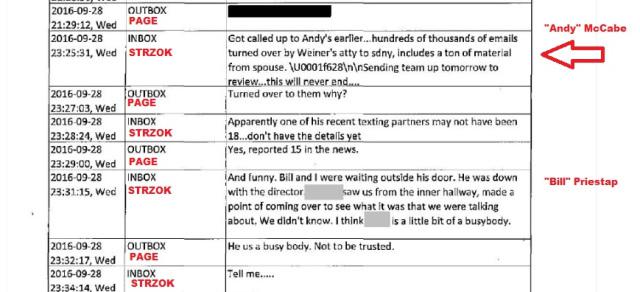 2016-09-28 OUTBOX
21:29:12, Wed PAGE
2016-09-28 INBOX Got called up to Andy's earlier...hundreds of thousands of emails "Andy" McCabe
23:25:31, Wed STRZOK turned over by Weiner's atty to sdny, includes a ton of material
from spouse. \U0001f628\n\nSending team up tomorrow to
review...this will never end....
2016-09-28 OUTBOX Turned over to them why?
23:27:03, Wed PAGE
2016-09-28 INBOX Apparently one of his recent texting partners may not have been
23:28:24, Wed STRZOK 18...don't have the details yet
2016-09-28 OUTBOX Yes, reported 15 in the news.
23:29:00, Wed PAGE
2016-09-28 INBOX And funny. Bill and I were waiting outside his door. He was down "Bill" Priestap
23:31:15, Wed STRZOK with the director saw us from the inner hallway, made a
point of coming over to see what it was that we were talking
about. We didn't know. I think is a little bit of a busybody.
2016-09-28 OUTBOX He us a busy body. Not to be trusted.
23:32:17, Wed PAGE
2016-09-28 INBOX Tell me.....
23:34:14, Wed STRZOK